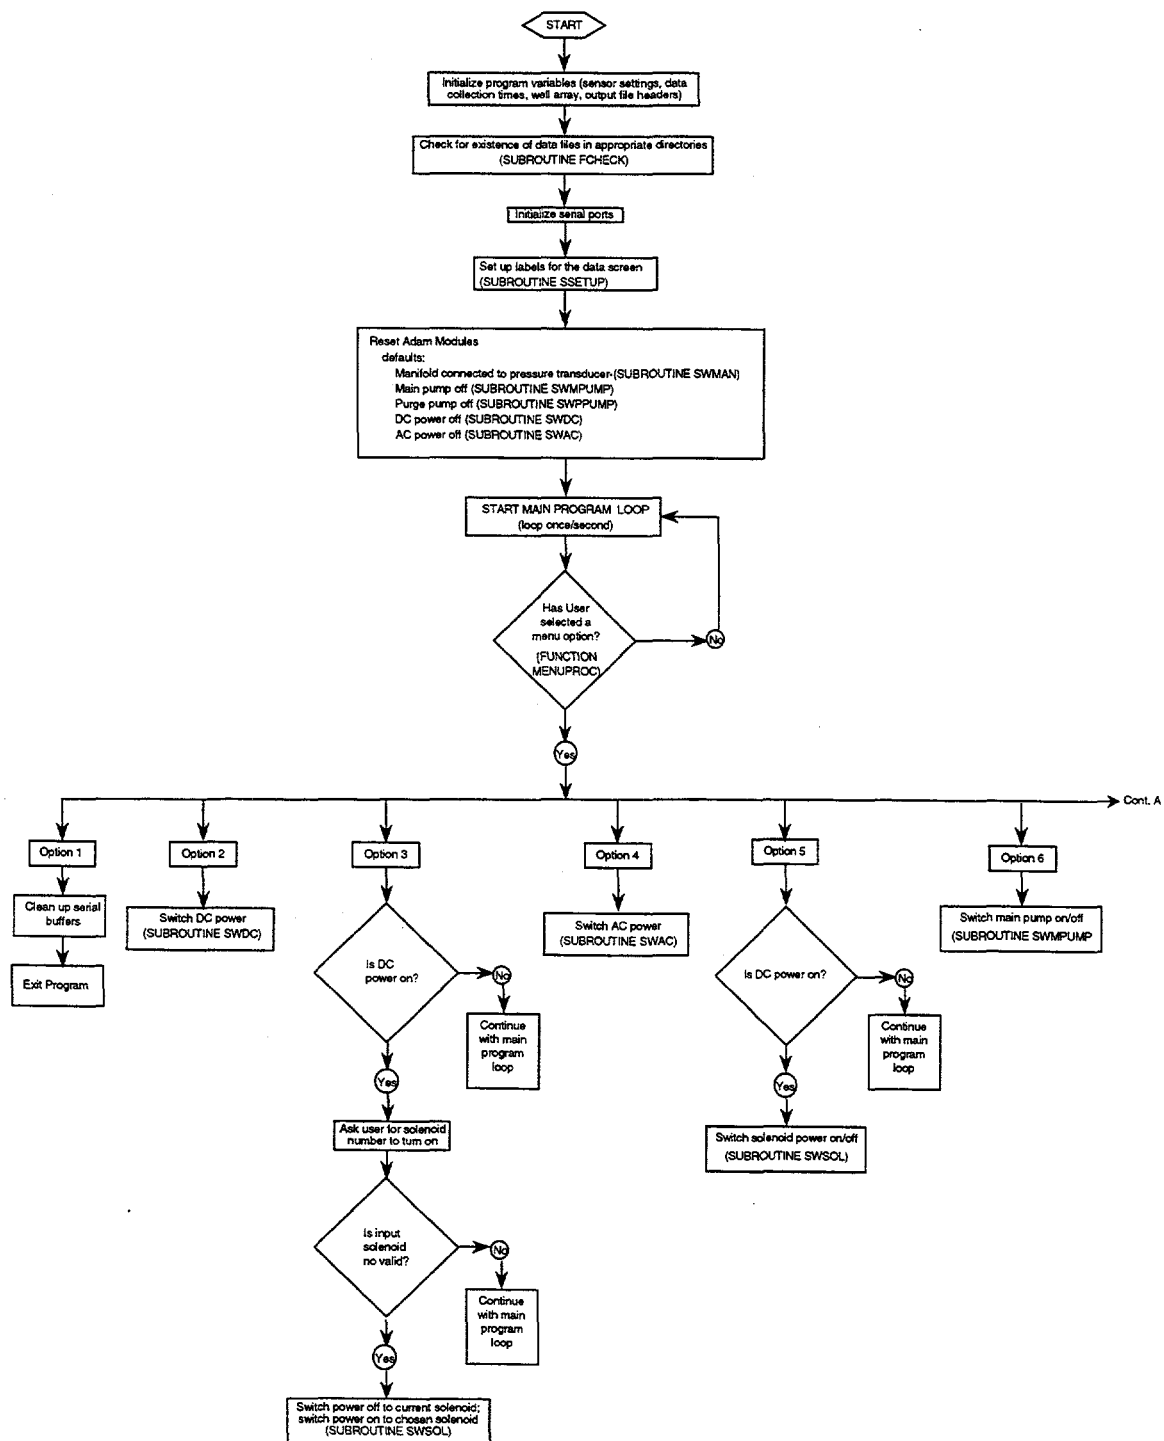 START
Initialize program variables (sensor settings, data
collection times, well array, output file headers)
Check for existence of data files in appropriate directories
(SUBROUTINE FCHECK)
Initialize serial ports
Set up labels for the data screen
(SUBROUTINE SSETUP)
Reset Adam Modules
defaults:
Manifold connected to pressure transducer-(SUBROUTINE SWMAN)
Main pump off (SUBROUTINE SWMPUMP)
Purge pump off (SUBROUTINE SWPPUMP)
DC power off (SUBROUTINE SWDC)
AC power off (SUBROUTINE SWAC)
START MAIN PROGRAM LOOP
(loop once/second)
Has User
selected a
menu option?
(FUNCTION
MENUPROC)
No
Yes
Cont. A
Option 1
Clean up serial
buffers
Exit Program
Option 2
Switch DC power
(SUBROUTINE SWDC)
Option 3
Is DC
power on?
No
Continue
with main
program
loop
Yes
Ask user for solenoid
number to turn on
Is input
solenoid
no valid?
No
Continue
with main
program
loop
Yes
Switch power off to current solenoid;
switch power on to chosen solenoid
(SUBROUTINE SWSOL)
Option 4
Switch AC power
(SUBROUTINE SWAC)
Option 5
Is DC power on?
No
Continue
with main
program
loop
Yes
Switch solenoid power on/off
(SUBROUTINE SWSOL)
Option 6
Switch main pump on/off
(SUBROUTINE SWMPUMP